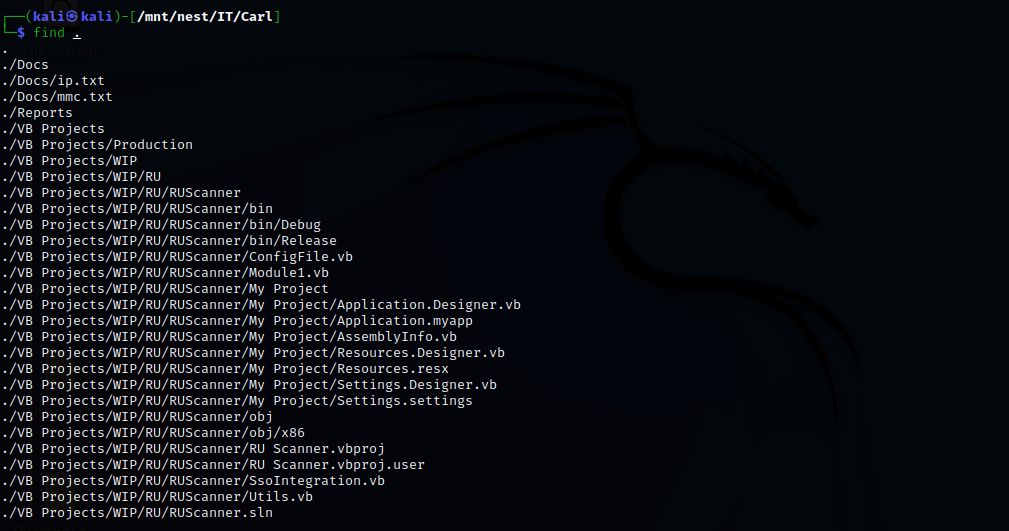 ┌──(kali㉿kali)-[/mnt/nest/IT/Carl]
└─$ find .
.
./Docs
./Docs/ip.txt
./Docs/mmc.txt
./Reports
./VB Projects
./VB Projects/Production
./VB Projects/WIP
./VB Projects/WIP/RU
./VB Projects/WIP/RU/RUScanner
./VB Projects/WIP/RU/RUScanner/bin
./VB Projects/WIP/RU/RUScanner/bin/Debug
./VB Projects/WIP/RU/RUScanner/bin/Release
./VB Projects/WIP/RU/RUScanner/ConfigFile.vb
./VB Projects/WIP/RU/RUScanner/Module1.vb
./VB Projects/WIP/RU/RUScanner/My Project
./VB Projects/WIP/RU/RUScanner/My Project/Application.Designer.vb
./VB Projects/WIP/RU/RUScanner/My Project/Application.myapp
./VB Projects/WIP/RU/RUScanner/My Project/AssemblyInfo.vb
./VB Projects/WIP/RU/RUScanner/My Project/Resources.Designer.vb
./VB Projects/WIP/RU/RUScanner/My Project/Resources.resx
./VB Projects/WIP/RU/RUScanner/My Project/Settings.Designer.vb
./VB Projects/WIP/RU/RUScanner/My Project/Settings.settings
./VB Projects/WIP/RU/RUScanner/obj
./VB Projects/WIP/RU/RUScanner/obj/x86
./VB Projects/WIP/RU/RUScanner/RU Scanner.vbproj
./VB Projects/WIP/RU/RUScanner/RU Scanner.vbproj.user
./VB Projects/WIP/RU/RUScanner/SsoIntegration.vb
./VB Projects/WIP/RU/RUScanner/Utils.vb
./VB Projects/WIP/RU/RUScanner.sln
File System